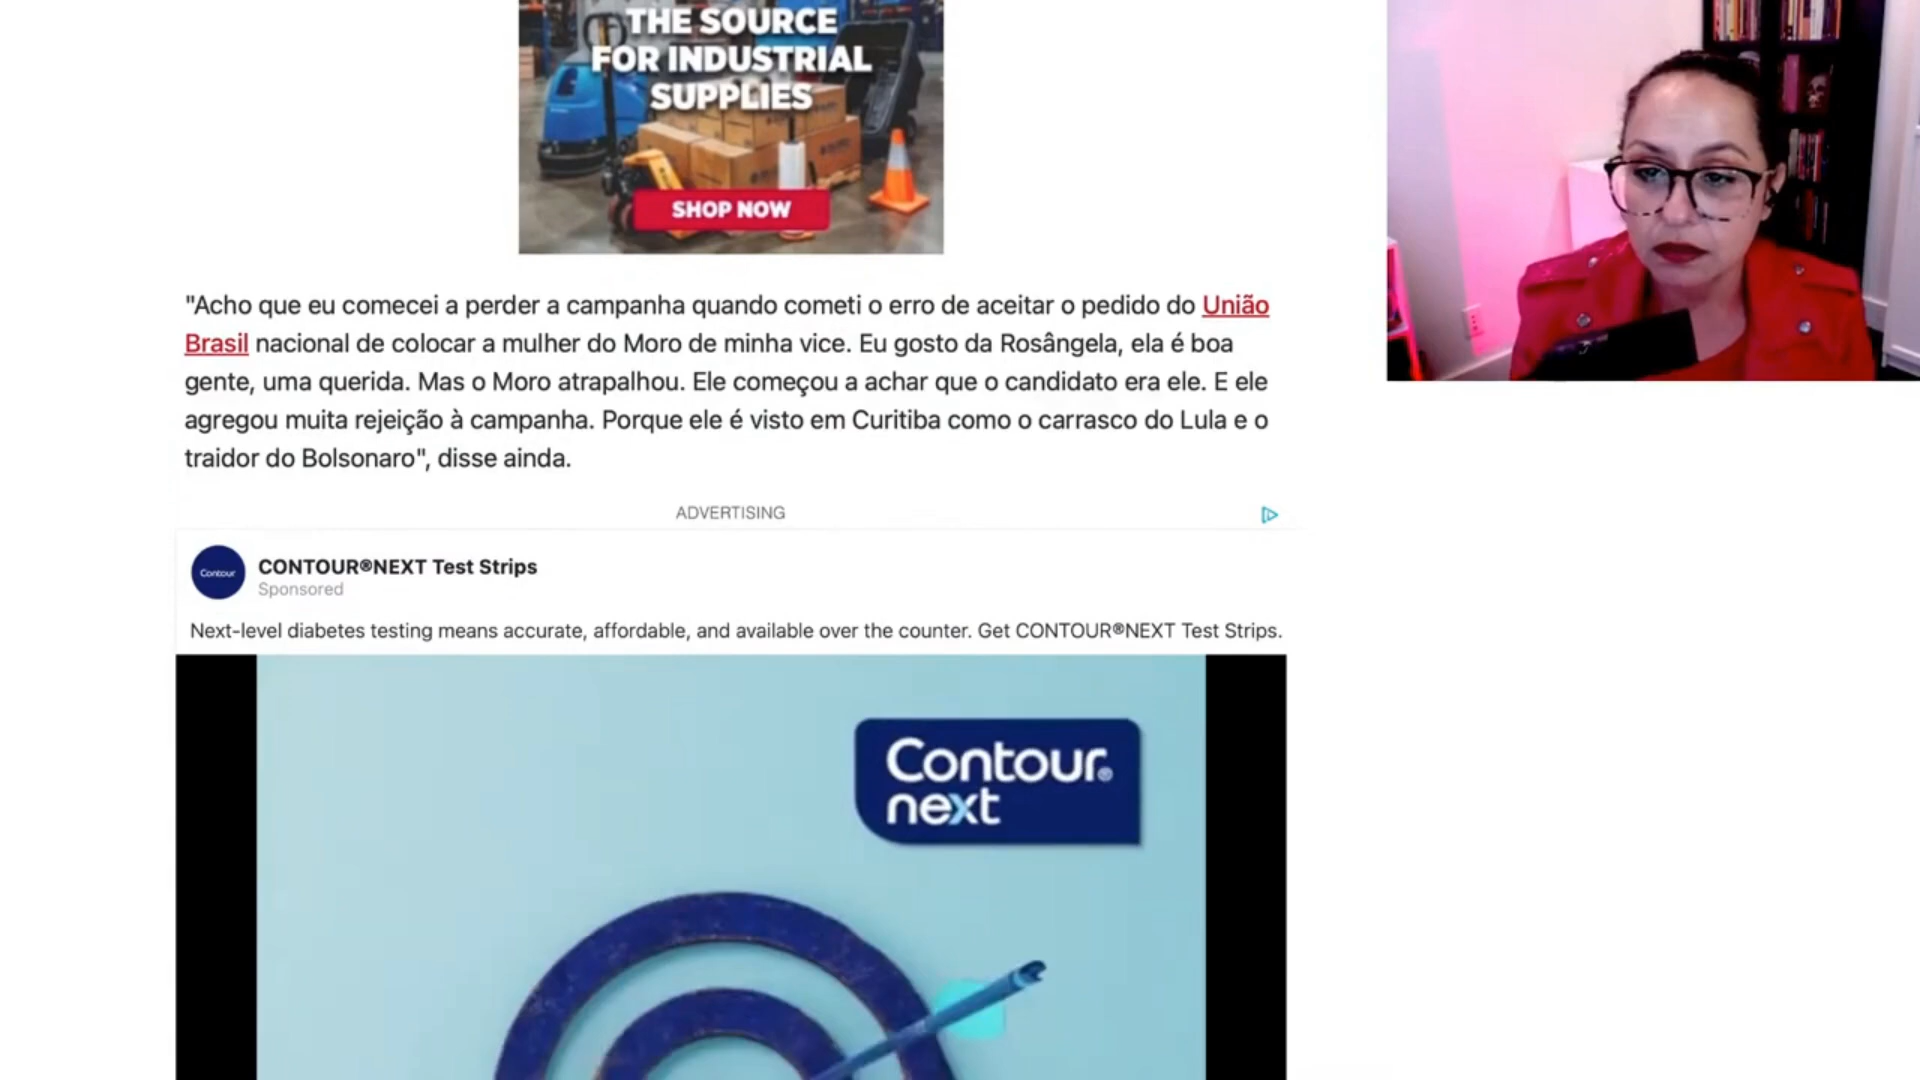 THE SOURCE
FOR INDUSTRIAL
SUPPLIES
SHOP NOW
"Acho que eu comecei a perder a campanha quando cometi o erro de aceitar o pedido do União
Brasil nacional de colocar a mulher do Moro de minha vice. Eu gosto da Rosângela, ela é boa
gente, uma querida. Mas o Moro atrapalhou. Ele começou a achar que o candidato era ele. E ele
agregou muita rejeição à campanha. Porque ele é visto em Curitiba como o carrasco do Lula e o
traidor do Bolsonaro", disse ainda.
ADVERTISING
Contour
CONTOUR®NEXT Test Strips
Sponsored
Next-level diabetes testing means accurate, affordable, and available over the counter. Get CONTOUR®NEXT Test Strips.
Contour®
next